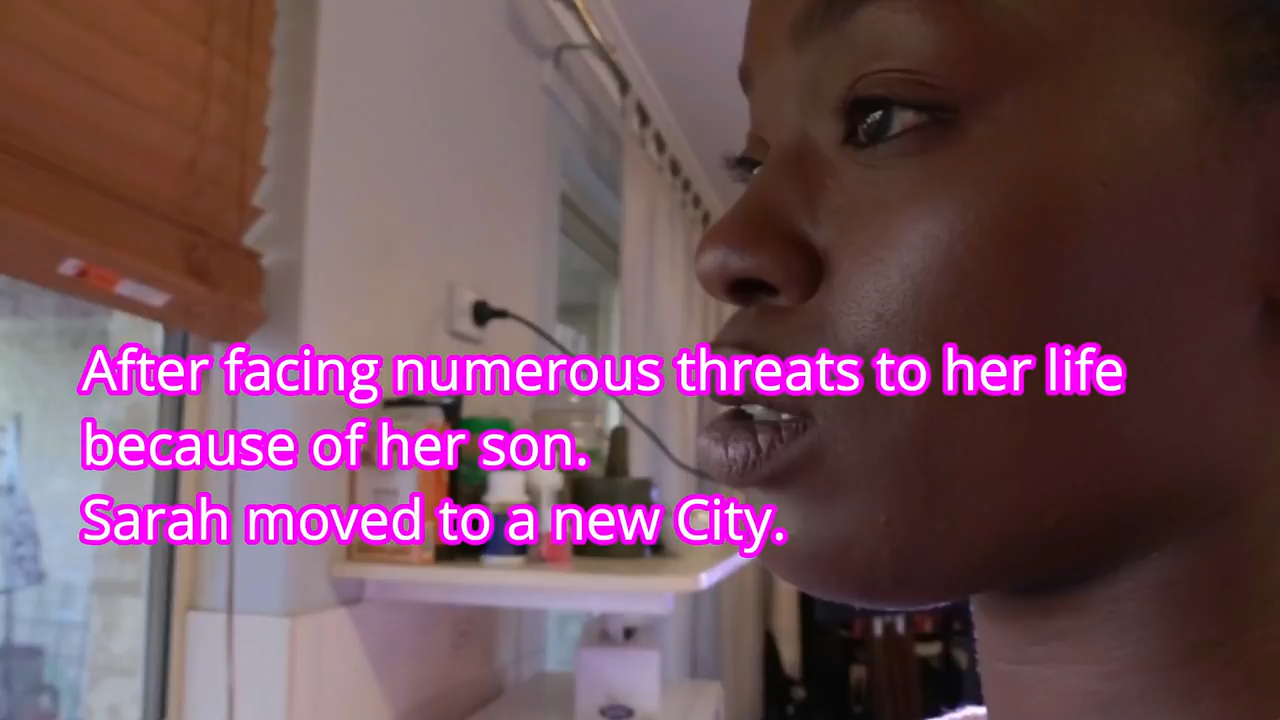 After facing numerous threats to her life
because of her son.
Sarah moved to a new City.